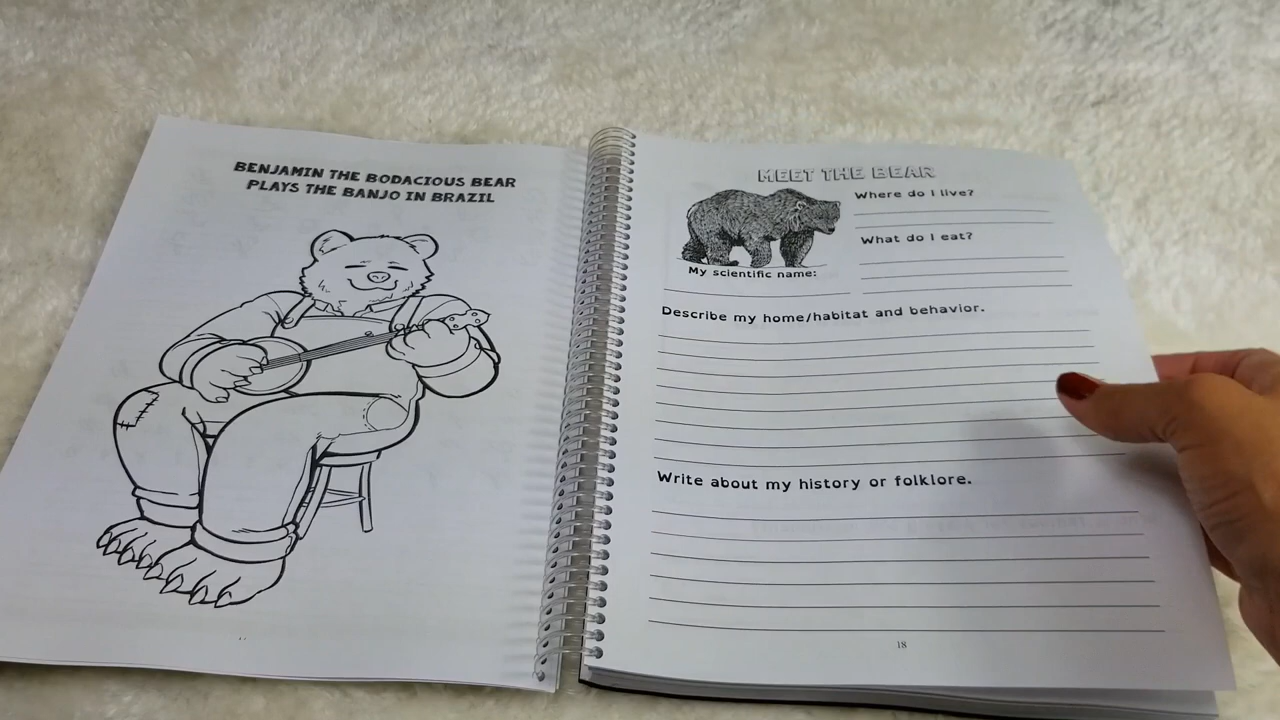 BENJAMIN THE BODACIOUS BEAR
PLAYS THE BANJO IN BRAZIL
MEET THE BEAR
Where do I live?
What do I eat?
My scientific name:
Describe my home/habitat and behavior.
Write about my history or folklore.
18